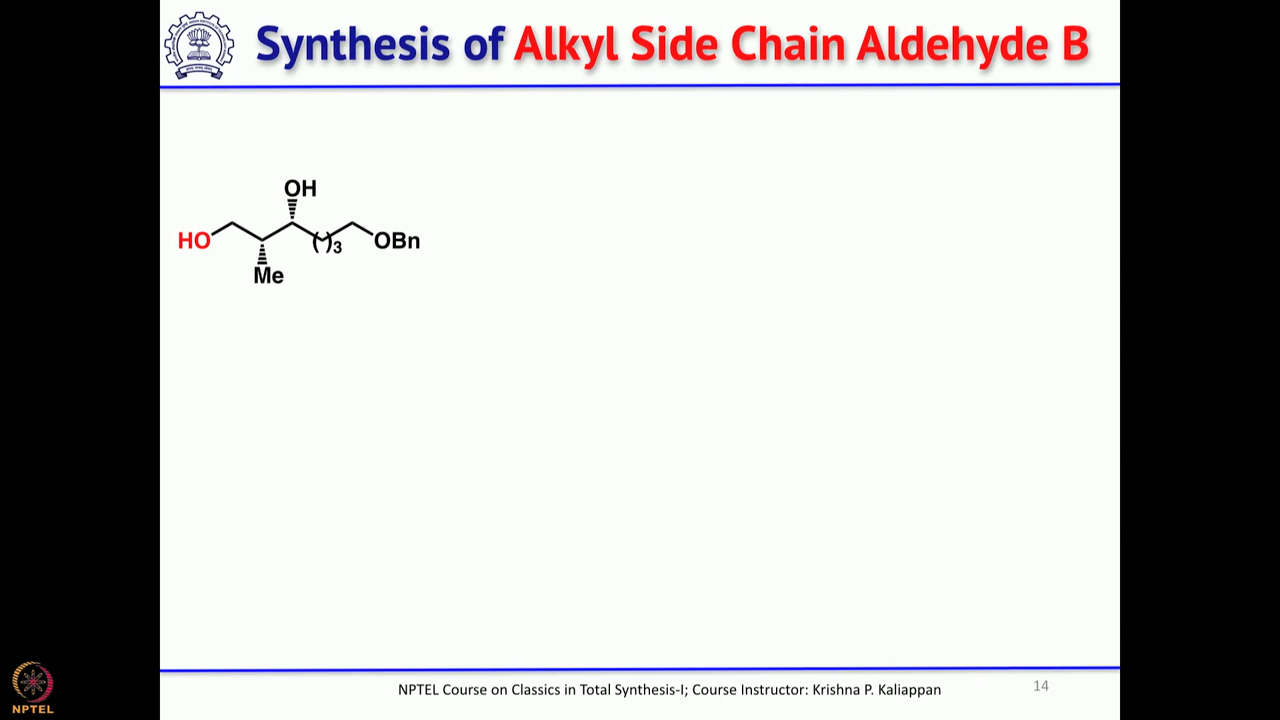 Synthesis of Alkyl Side Chain Aldehyde B
OH
HO
()3
OBn
Me
NPTEL Course on Classics in Total Synthesis-I; Course Instructor: Krishna P. Kaliappan
14
NPTEL